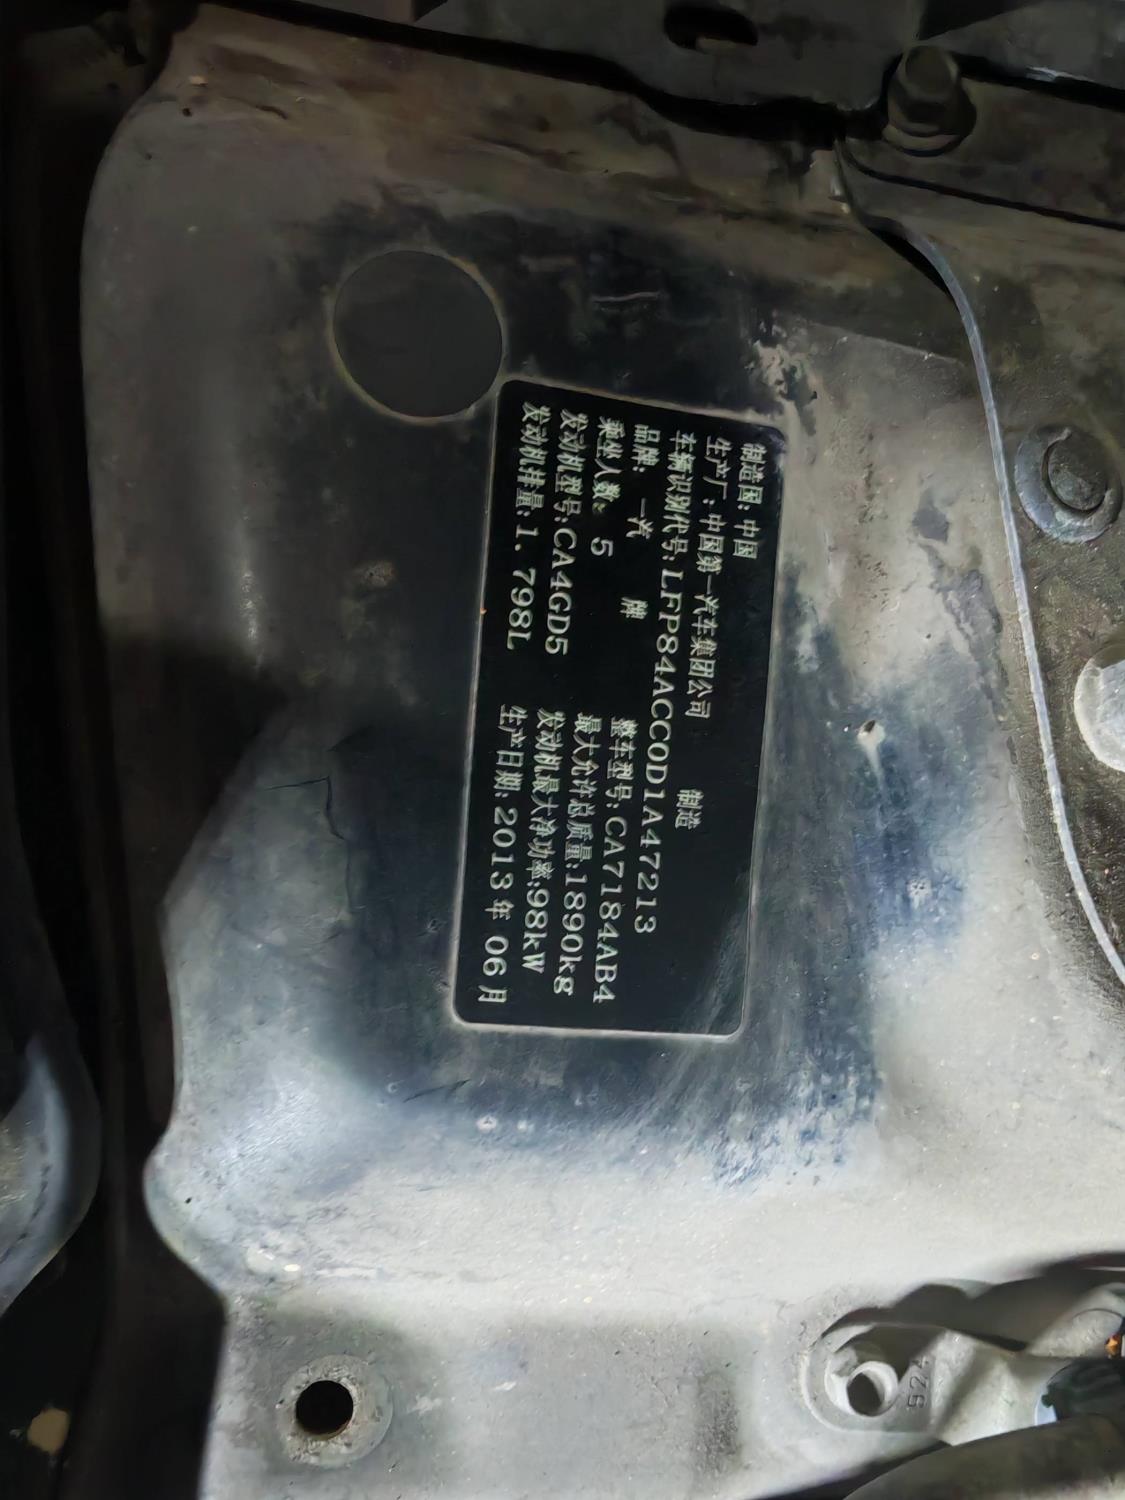 制造国:中国
生产厂:中国第一汽车集团公司 制造
车辆识别代号:LFP84ACC0D1A47213
品牌: 一汽 牌 整车型号:CA7184AB4
乘坐人数: 5 最大允许总质量:1890kg
发动机型号:CA4GD5 发动机最大净功率:98kW
发动机排量:1.798L 生产日期:2013年 06月
524